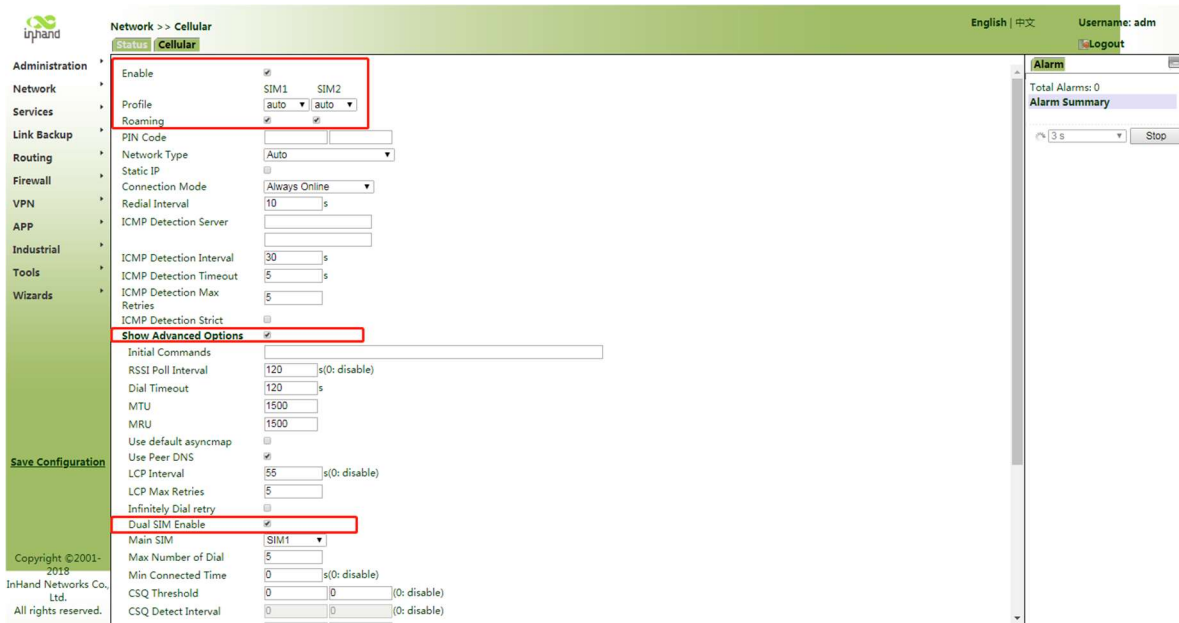 inhand
Network >> Cellular
English | 中文
Username: adm
Logout
Status
Cellular
Administration
Network
Services
Link Backup
Routing
Firewall
VPN
APP
Industrial
Tools
Wizards
Save Configuration
Copyright ©2001-
2018
InHand Networks Co.,
Ltd.
All rights reserved.
Enable
SIM1 SIM2
Profile auto auto
Roaming
PIN Code
Network Type Auto
Static IP
Connection Mode Always Online
Redial Interval 10 s
ICMP Detection Server
ICMP Detection Interval 30 s
ICMP Detection Timeout 5 s
ICMP Detection Max
Retries 5
ICMP Detection Strict
Show Advanced Options
Initial Commands
RSSI Poll Interval 120 s(0: disable)
Dial Timeout 120 s
MTU 1500
MRU 1500
Use default asyncmap
Use Peer DNS
LCP Interval 55 s(0: disable)
LCP Max Retries 5
Infinitely Dial retry
Dual SIM Enable
Main SIM SIM1
Max Number of Dial 5
Min Connected Time 0 s(0: disable)
CSQ Threshold 0 0 (0: disable)
CSQ Detect Interval 0 0 (0: disable)
Alarm
Total Alarms: 0
Alarm Summary
3 s Stop